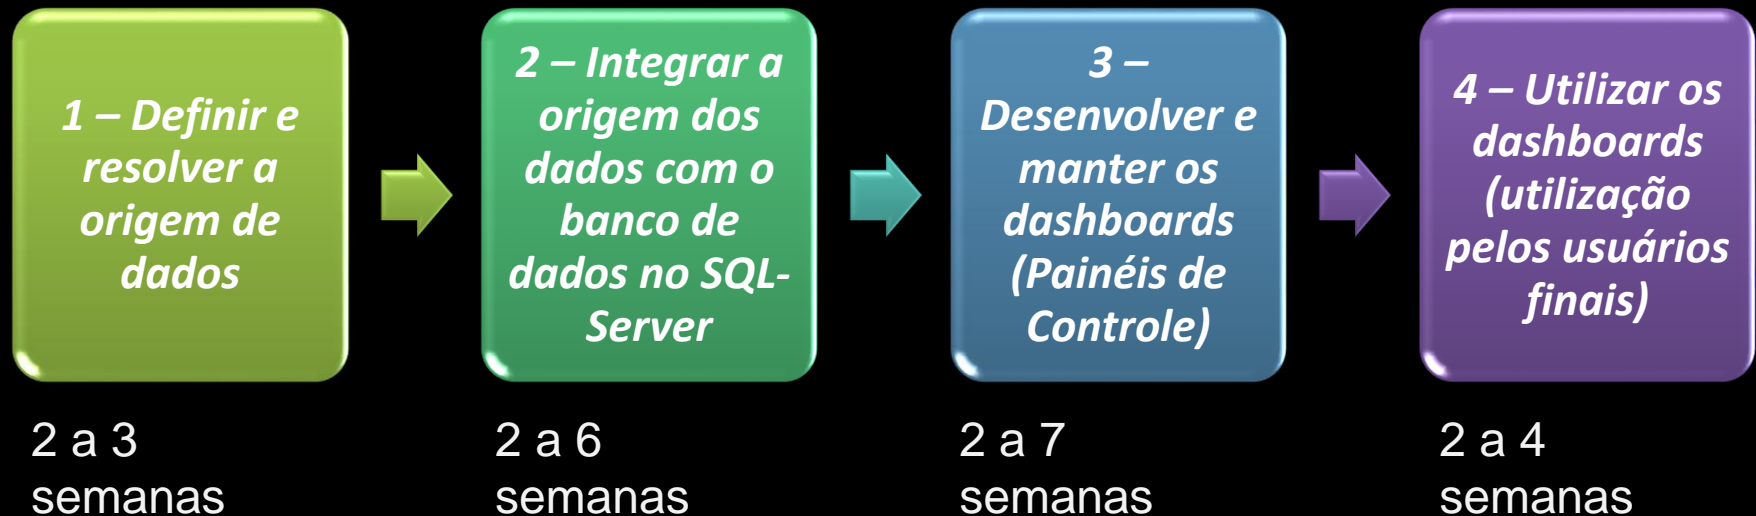 1 – Definir e
resolver a
origem de
dados
2 – Integrar a
origem dos
dados com o
banco de
dados no SQL-
Server
3 –
Desenvolver e
manter os
dashboards
(Painéis de
Controle)
4 – Utilizar os
dashboards
(utilização
pelos usuários
finais)
2 a 3
semanas
2 a 6
semanas
2 a 7
semanas
2 a 4
semanas